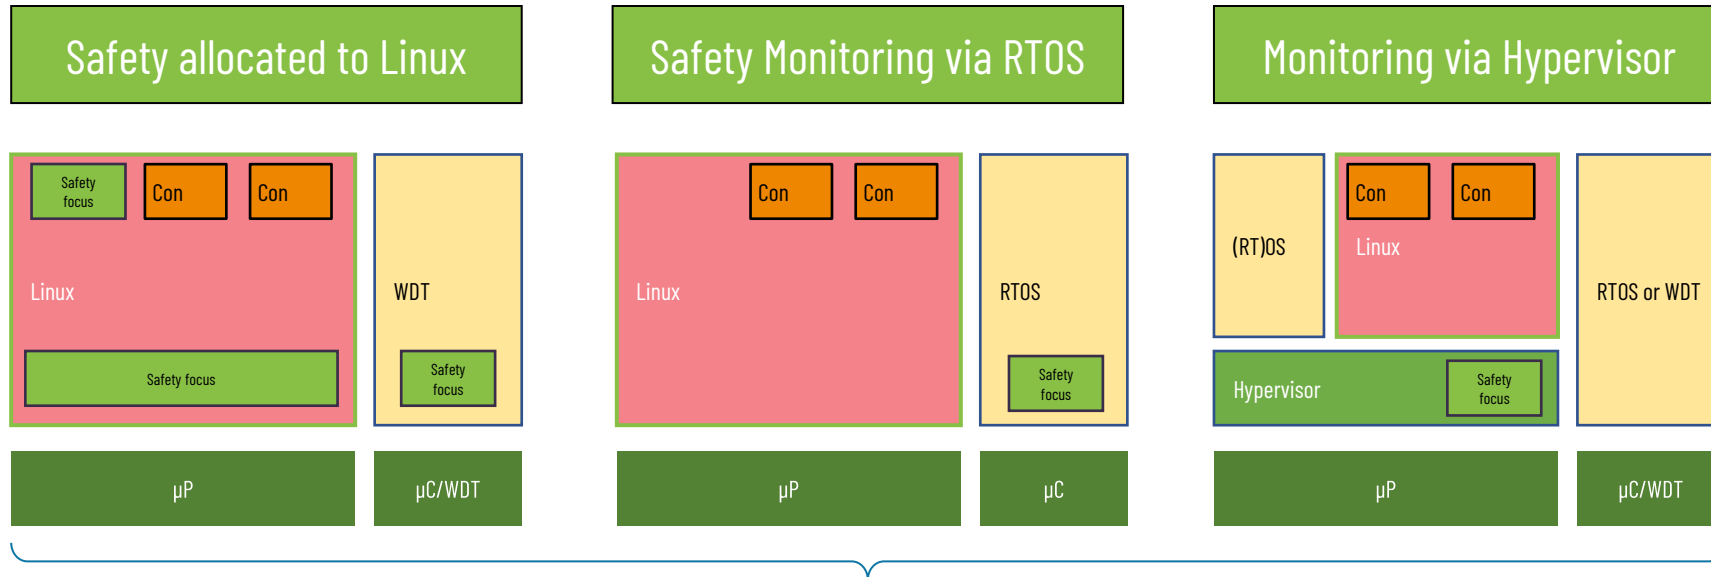 Safety allocated to Linux
Safety Monitoring via RTOS
Monitoring via Hypervisor
Safety
focus
Con
Con
Linux
Safety focus
WDT
Safety
focus
µP
µC/WDT
Con
Con
Linux
RTOS
Safety
focus
µP
µC
(RT)OS
Con
Con
Linux
Hypervisor
Safety
focus
RTOS or WDT
µP
µC/WDT